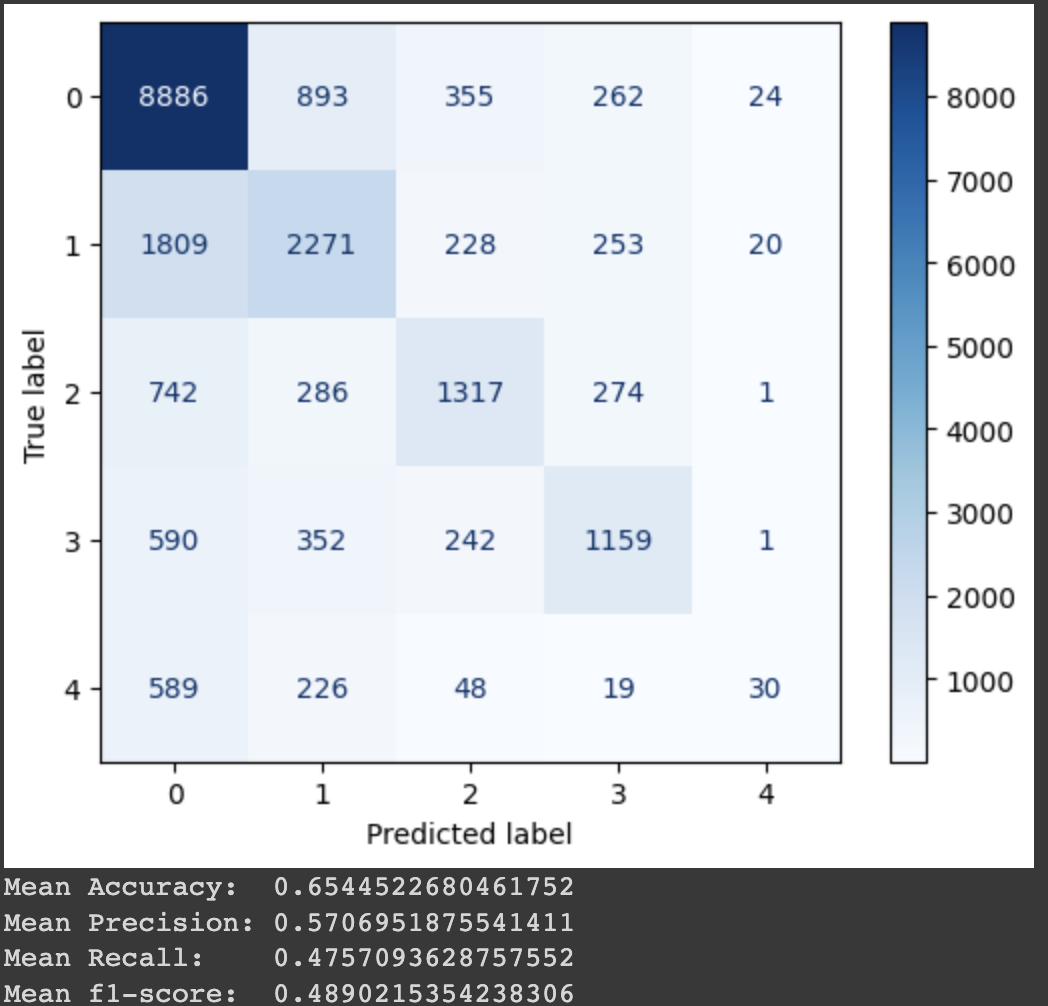 0 8886 893 355 262 24
1 1809 2271 228 253 20
2 742 286 1317 274 1
3 590 352 242 1159 1
4 589 226 48 19 30
0 1 2 3 4
Predicted label
True label
8000
7000
6000
5000
4000
3000
2000
1000
Mean Accuracy: 0.6544522680461752
Mean Precision: 0.5706951875541411
Mean Recall: 0.4757093628757552
Mean f1-score: 0.4890215354238306